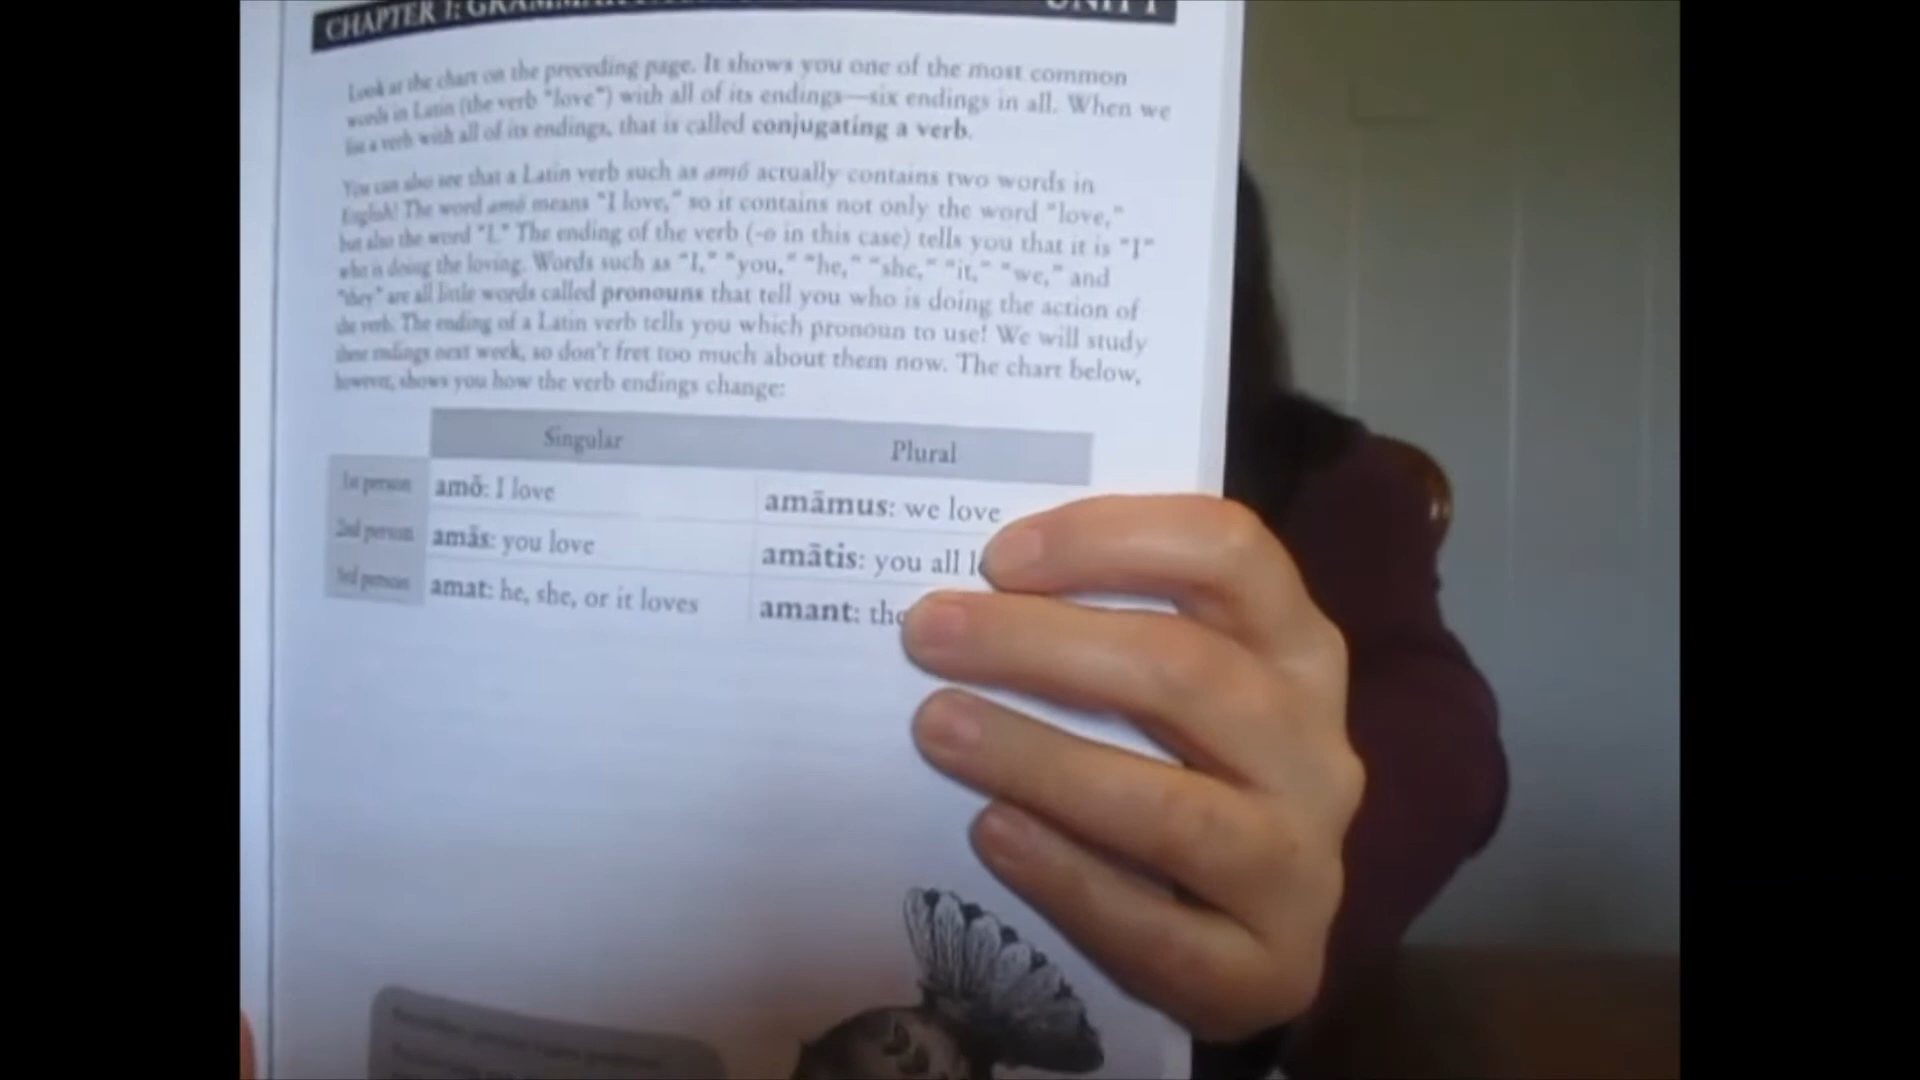 CHAPTER 1: GRAMMAR UNIT 1
Look at the chart on the preceding page. It shows you one of the most common
words in Latin (the verb "love") with all of its endings—six endings in all. When we
list a verb with all of its endings, that is called conjugating a verb.
You can also see that a Latin verb such as amō actually contains two words in
English! The word amō means "I love," so it contains not only the word "love,"
but also the word "I." The ending of the verb (-o in this case) tells you that it is "I"
who is doing the loving. Words such as "I," "you," "he," "she," "it," "we," and
"they" are all little words called pronouns that tell you who is doing the action of
the verb. The ending of a Latin verb tells you which pronoun to use! We will study
these endings next week, so don't fret too much about them now. The chart below,
however, shows you how the verb endings change:
Singular Plural
1st person amō: I love amāmus: we love
2nd person amās: you love amātis: you all l
3rd person amat: he, she, or it loves amant: the